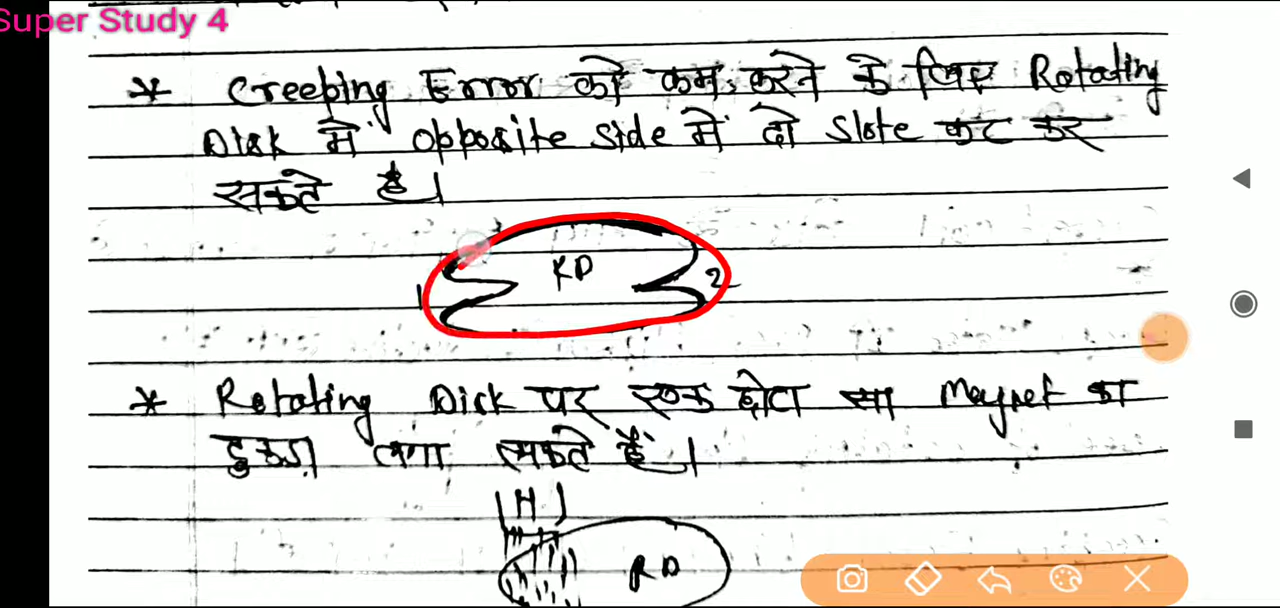 Super Study 4
* Creeping Error को कम करने के लिए Rotating
Disk में opposite side में दो Slote कट कर
सकते है।
RD
1 2
* Rotating Disk पर एक छोटा सा Magnet का
टुकडा लगा सकते हैं।
RD